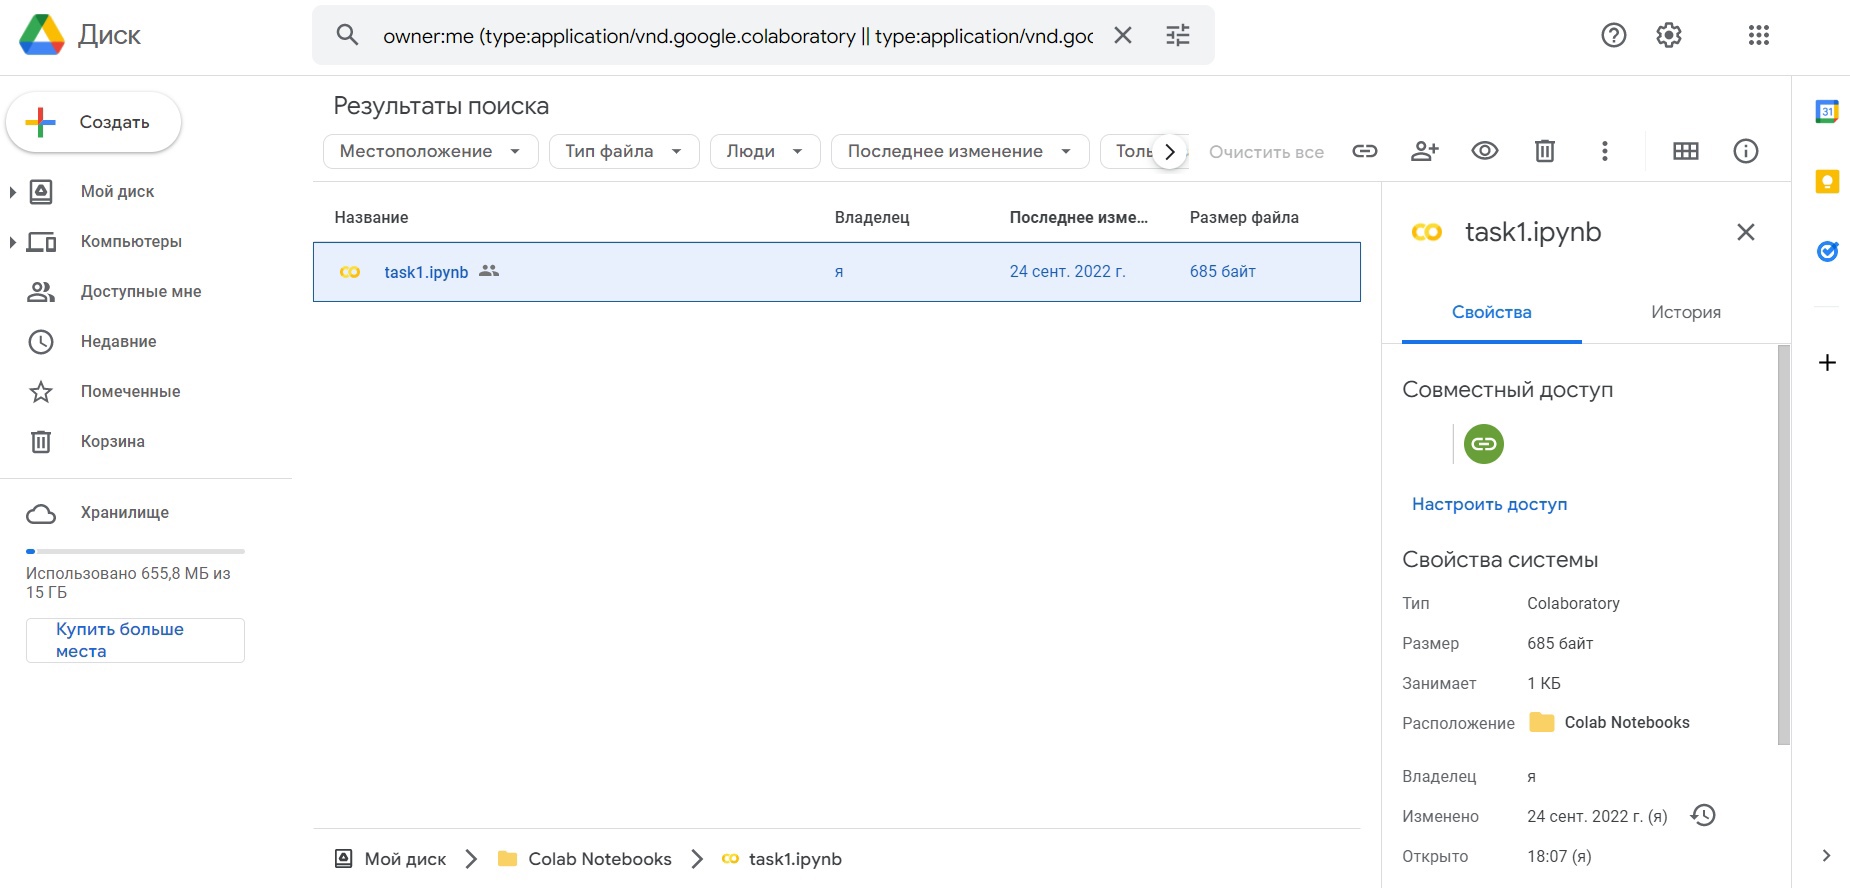 Диск
owner:me (type:application/vnd.google.colaboratory || type:application/vnd.goo
Создать
Мой диск
Компьютеры
Доступные мне
Недавние
Помеченные
Корзина
Хранилище
Использовано 655,8 МБ из
15 ГБ
Купить больше
места
Результаты поиска
Местоположение
Тип файла
Люди
Последнее изменение
Толь
Очистить все
Название
Владелец
Последнее изме...
Размер файла
task1.ipynb
я
24 сент. 2022 г.
685 байт
Мой диск
Colab Notebooks
task1.ipynb
task1.ipynb
Свойства
История
Совместный доступ
Настроить доступ
Свойства системы
Тип
Colaboratory
Размер
685 байт
Занимает
1 КБ
Расположение
Colab Notebooks
Владелец
я
Изменено
24 сент. 2022 г. (я)
Открыто
18:07 (я)
31